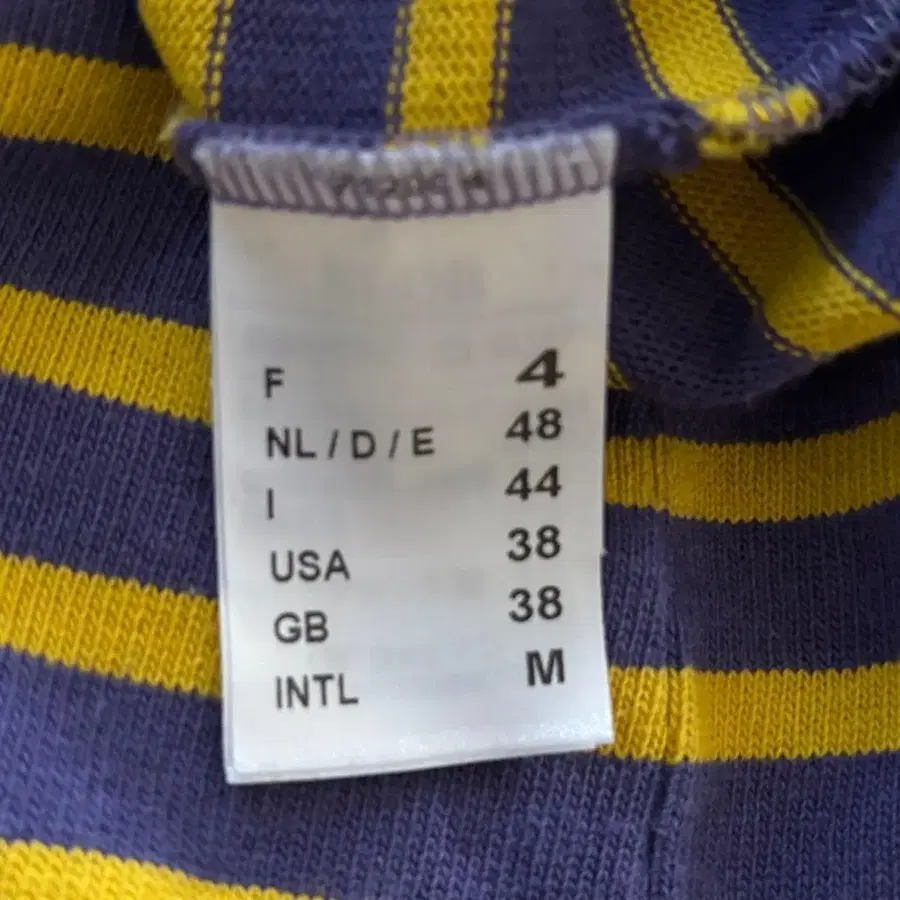 F 4
NL / D / E 48
I 44
USA 38
GB 38
INTL M